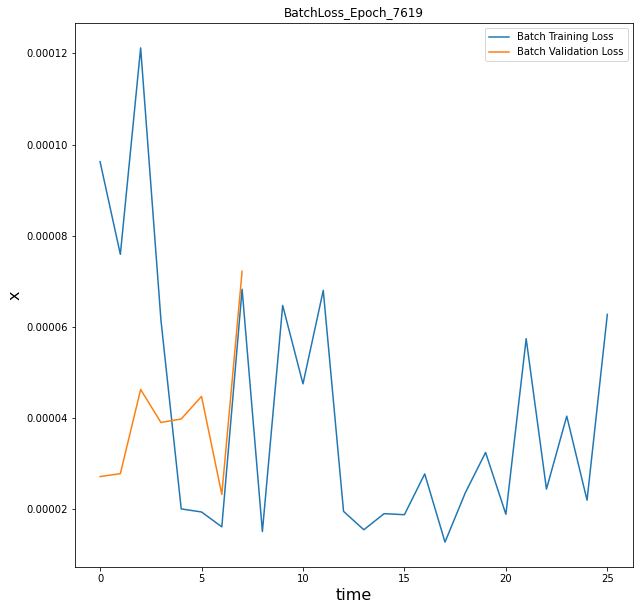 BatchLoss_Epoch_7619
Batch Training Loss
Batch Validation Loss
0.00012
0.00010
0.00008
0.00006
0.00004
0.00002
x
0
5
10
15
20
25
time